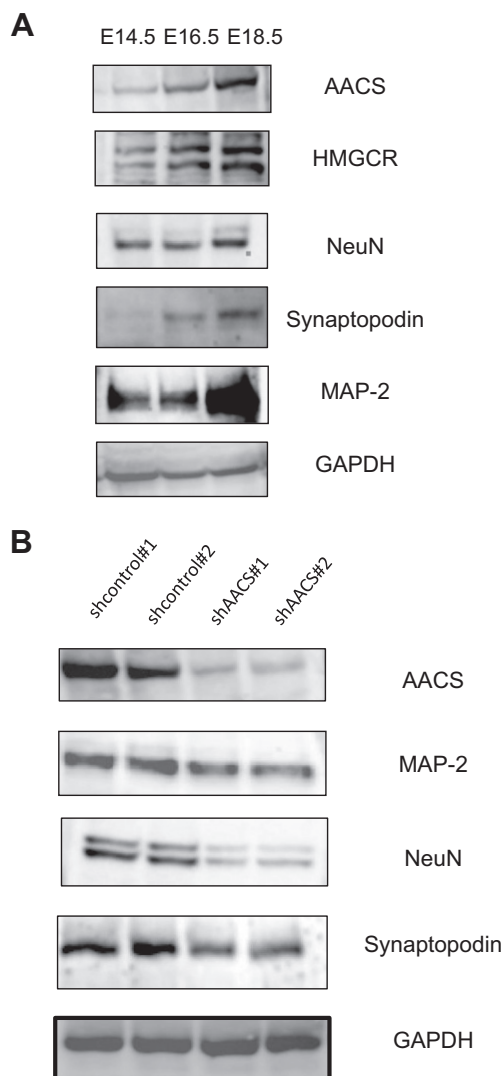 A
E14.5 E16.5 E18.5
AACS
HMGCR
NeuN
Synaptopodin
MAP-2
GAPDH
B
shcontrol#1 shcontrol#2 shAACS#1 shAACS#2
AACS
MAP-2
NeuN
Synaptopodin
GAPDH